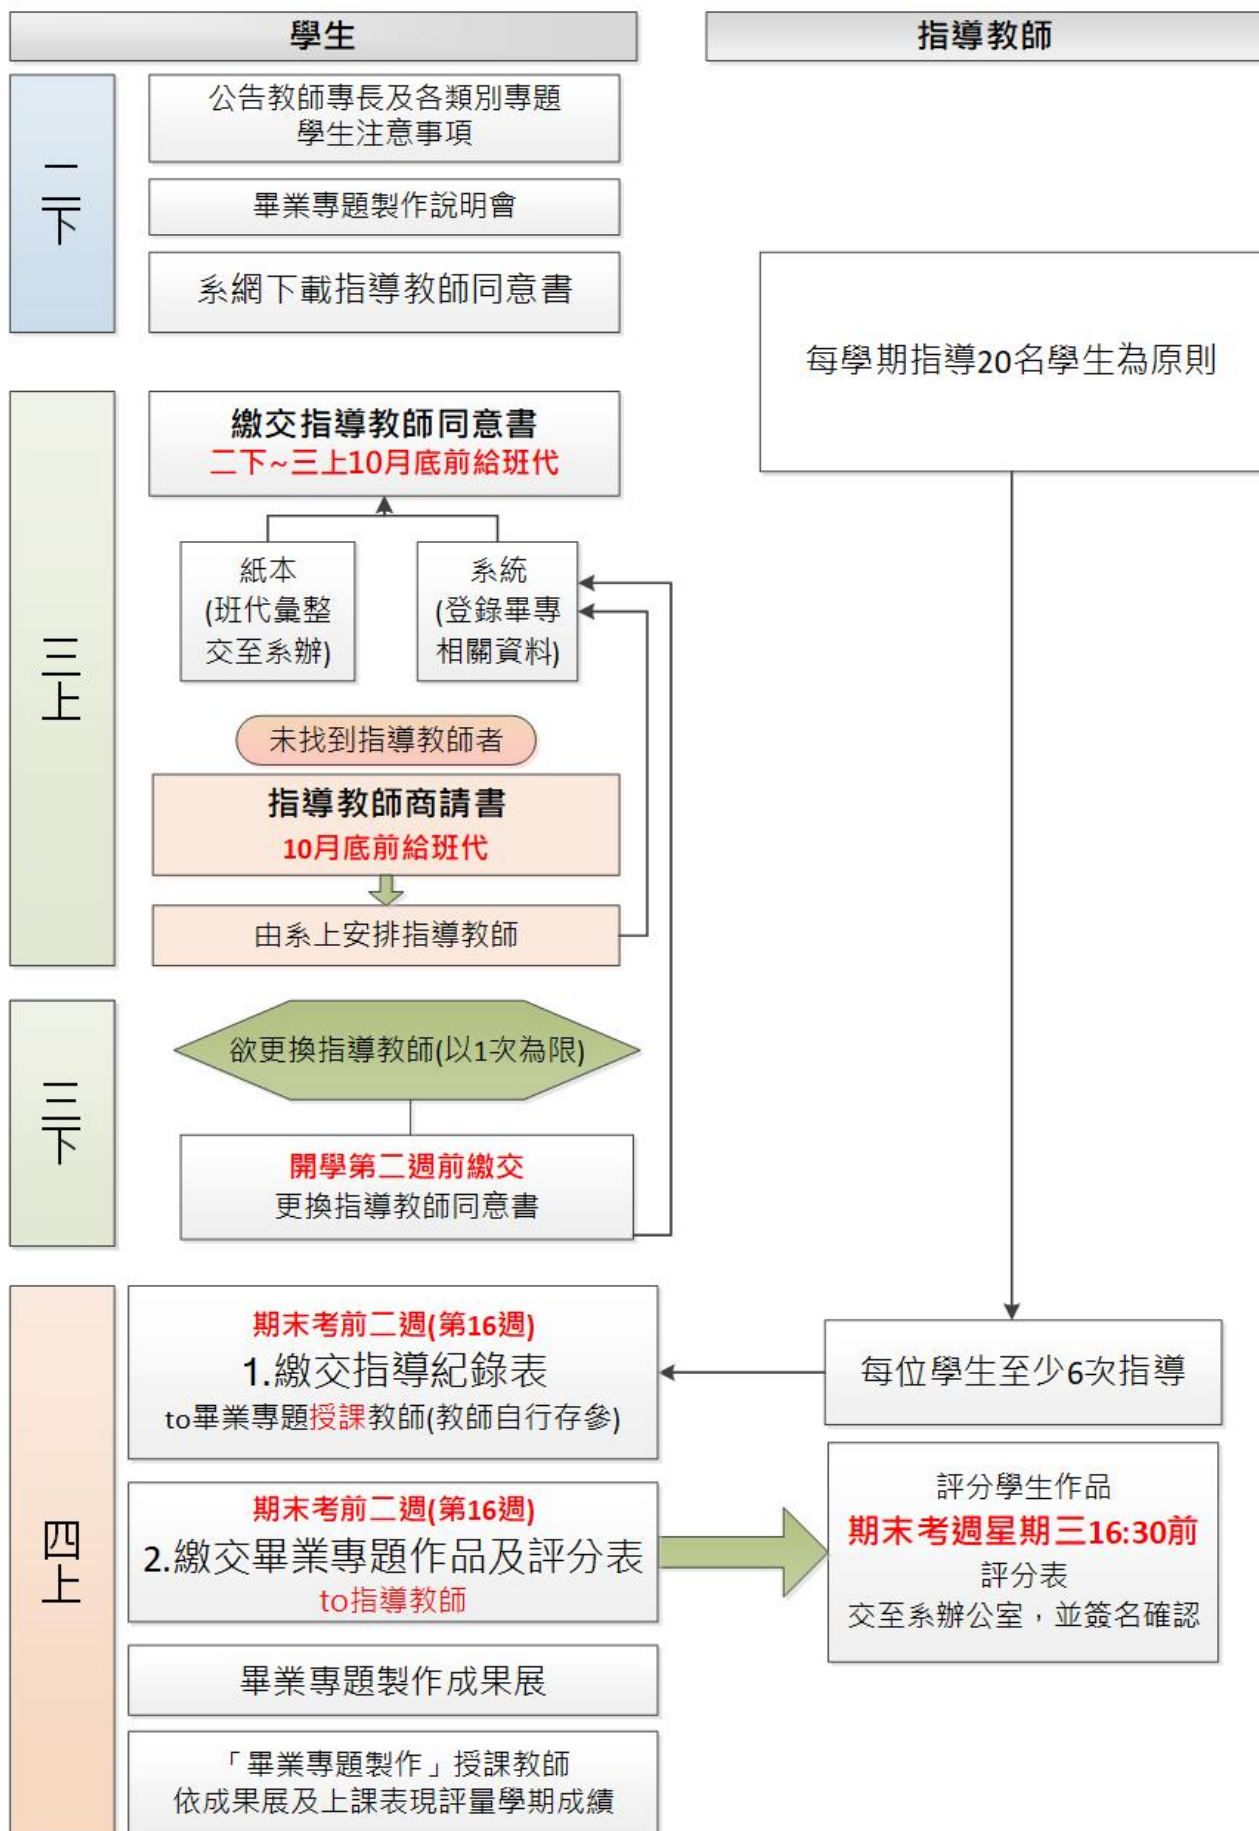 學生
指導教師
二下
公告教師專長及各類別專題
學生注意事項
畢業專題製作說明會
系網下載指導教師同意書
每學期指導20名學生為原則
三上
繳交指導教師同意書
二下~三上10月底前給班代
紙本
(班代彙整
交至系辦)
系統
(登錄畢專
相關資料)
未找到指導教師者
指導教師商請書
10月底前給班代
由系上安排指導教師
三下
欲更換指導教師(以1次為限)
開學第二週前繳交
更換指導教師同意書
四上
期末考前二週(第16週)
1.繳交指導紀錄表
to畢業專題授課教師(教師自行存參)
每位學生至少6次指導
期末考前二週(第16週)
2.繳交畢業專題作品及評分表
to指導教師
評分學生作品
期末考週星期三16:30前
評分表
交至系辦公室，並簽名確認
畢業專題製作成果展
「畢業專題製作」授課教師
依成果展及上課表現評量學期成績